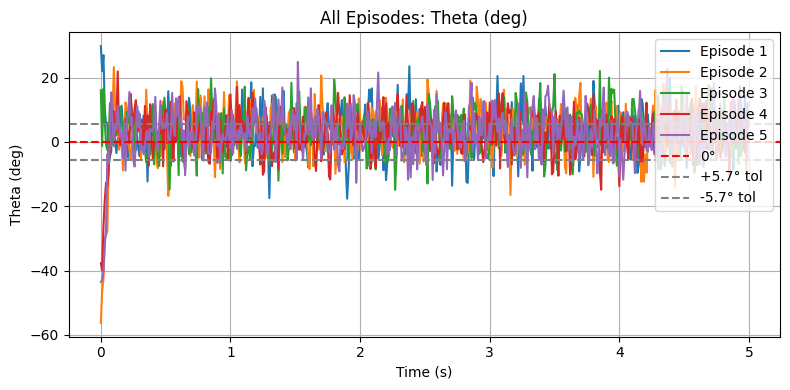 All Episodes: Theta (deg)
Theta (deg)
20
0
−20
−40
−60
0
1
2
3
4
5
Time (s)
Episode 1
Episode 2
Episode 3
Episode 4
Episode 5
0°
+5.7° tol
-5.7° tol